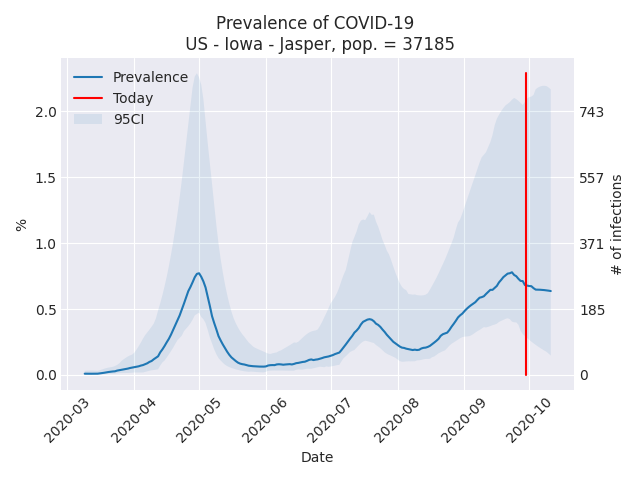 Prevalence of COVID-19
US - Iowa - Jasper, pop. = 37185
Prevalence
Today
95CI
2.0
1.5
1.0
0.5
0.0
%
743
557
371
185
0
# of infections
2020-03
2020-04
2020-05
2020-06
2020-07
2020-08
2020-09
2020-10
Date